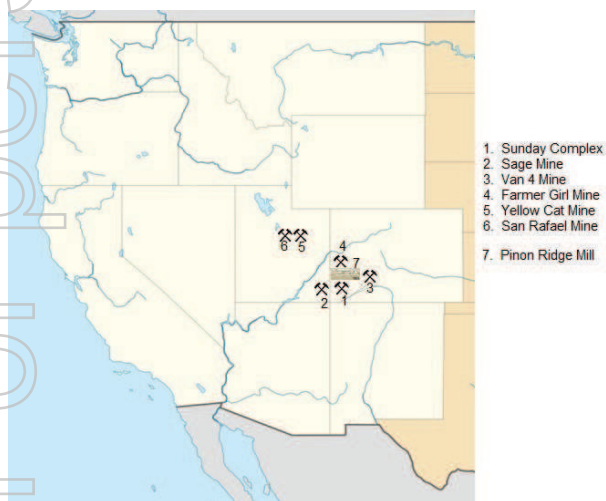 1. Sunday Complex
2. Sage Mine
3. Van 4 Mine
4. Farmer Girl Mine
5. Yellow Cat Mine
6. San Rafael Mine
7. Pinon Ridge Mill
6 5
4
7
3
2 1